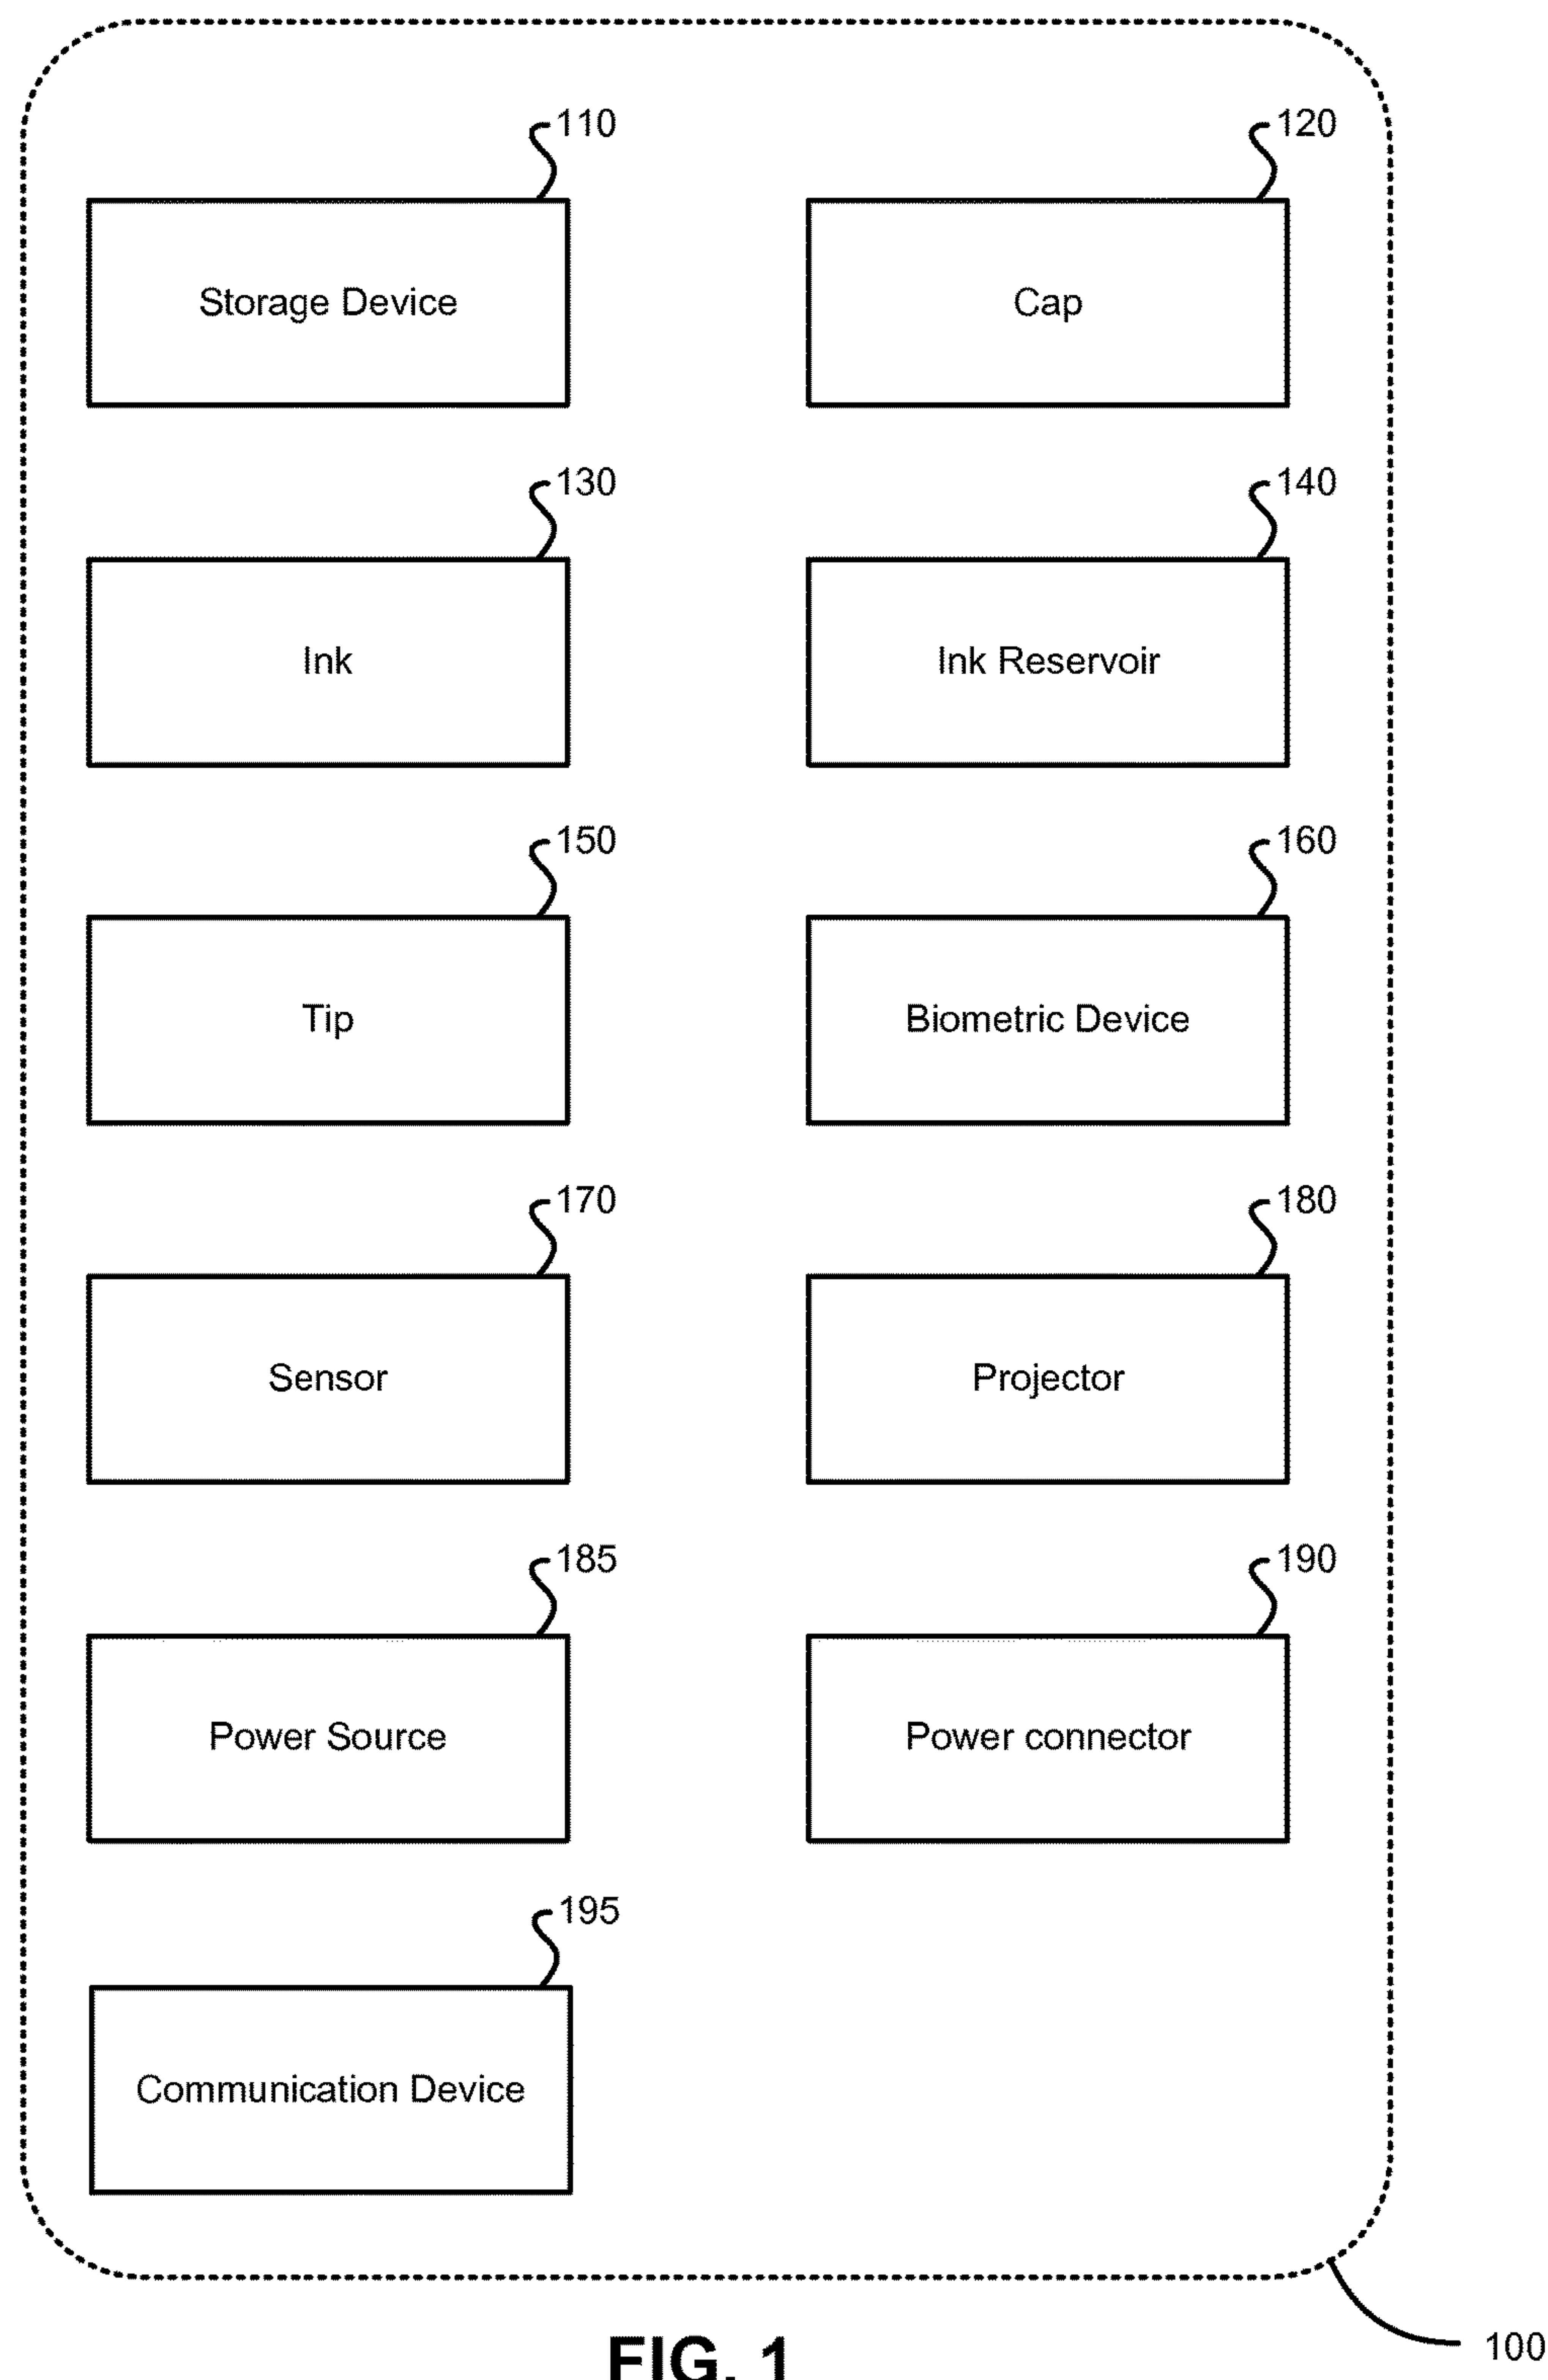 110
120
Storage Device
Cap
130
140
Ink
Ink Reservoir
150
160
Tip
Biometric Device
170
180
Sensor
Projector
185
190
Power Source
Power connector
195
Communication Device
100
FIG. 1